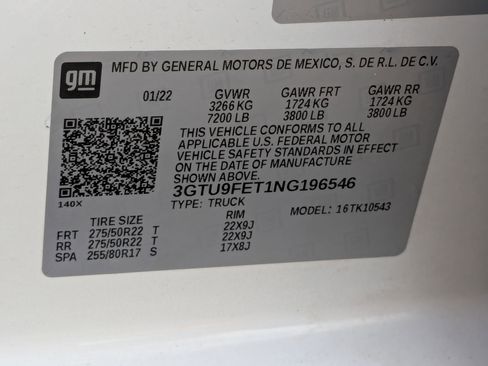 gm
MFD BY GENERAL MOTORS DE MEXICO, S. DE R.L. DE C.V.
01/22 GVWR GAWR FRT GAWR RR
3266 KG 1724 KG 1724 KG
7200 LB 3800 LB 3800 LB
THIS VEHICLE CONFORMS TO ALL
APPLICABLE U.S. FEDERAL MOTOR
VEHICLE SAFETY STANDARDS IN EFFECT
ON THE DATE OF MANUFACTURE
SHOWN ABOVE.
3GTU9FET1NG196546
140X TYPE: TRUCK MODEL: 16TK10543
TIRE SIZE RIM
FRT 275/50R22 T 22X9J
RR 275/50R22 T 22X9J
SPA 255/80R17 S 17X8J